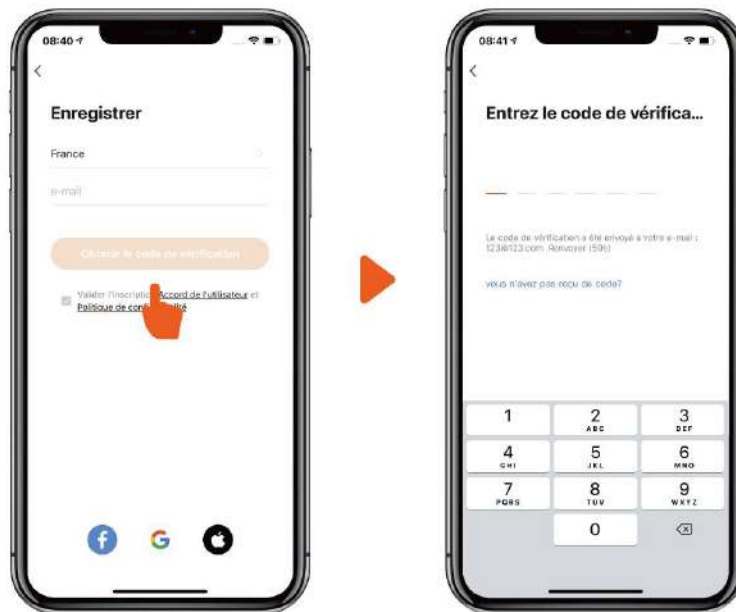 08:40
Enregistrer
France
e-mail
Obtenir le code de vérification
Valider l'inscription Accord de l'utilisateur et
Politique de
08:41
Entrez le code de vérifica...
Le code de vérification a été envoyé à votre e-mail :
123@123.com Renvoyer (59s)
vous n'avez pas reçu de code?
1
2
ABC
3
DEF
4
GHI
5
JKL
6
MNO
7
PQRS
8
TUV
9
WXYZ
0